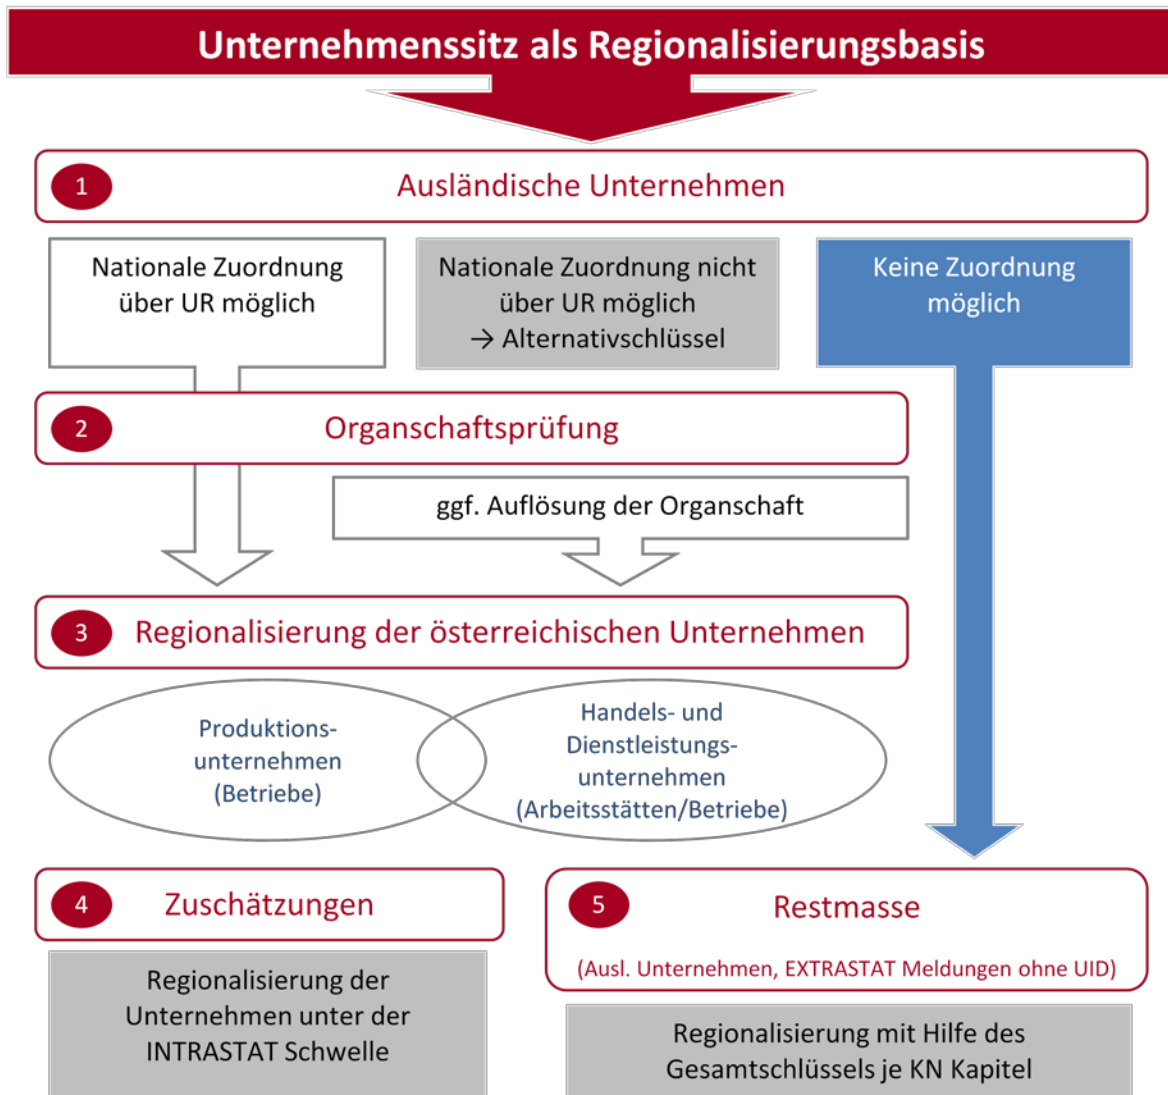 Unternehmenssitz als Regionalisierungsbasis
1
Ausländische Unternehmen
Nationale Zuordnung
über UR möglich
Nationale Zuordnung nicht
über UR möglich
→ Alternativschlüssel
Keine Zuordnung
möglich
2
Organschaftsprüfung
ggf. Auflösung der Organschaft
3
Regionalisierung der österreichischen Unternehmen
Produktions-
unternehmen
(Betriebe)
Handels- und
Dienstleistungs-
unternehmen
(Arbeitsstätten/Betriebe)
4
Zuschätzungen
Regionalisierung der
Unternehmen unter der
INTRASTAT Schwelle
5
Restmasse
(Ausl. Unternehmen, EXTRASTAT Meldungen ohne UID)
Regionalisierung mit Hilfe des
Gesamtschlüssels je KN Kapitel